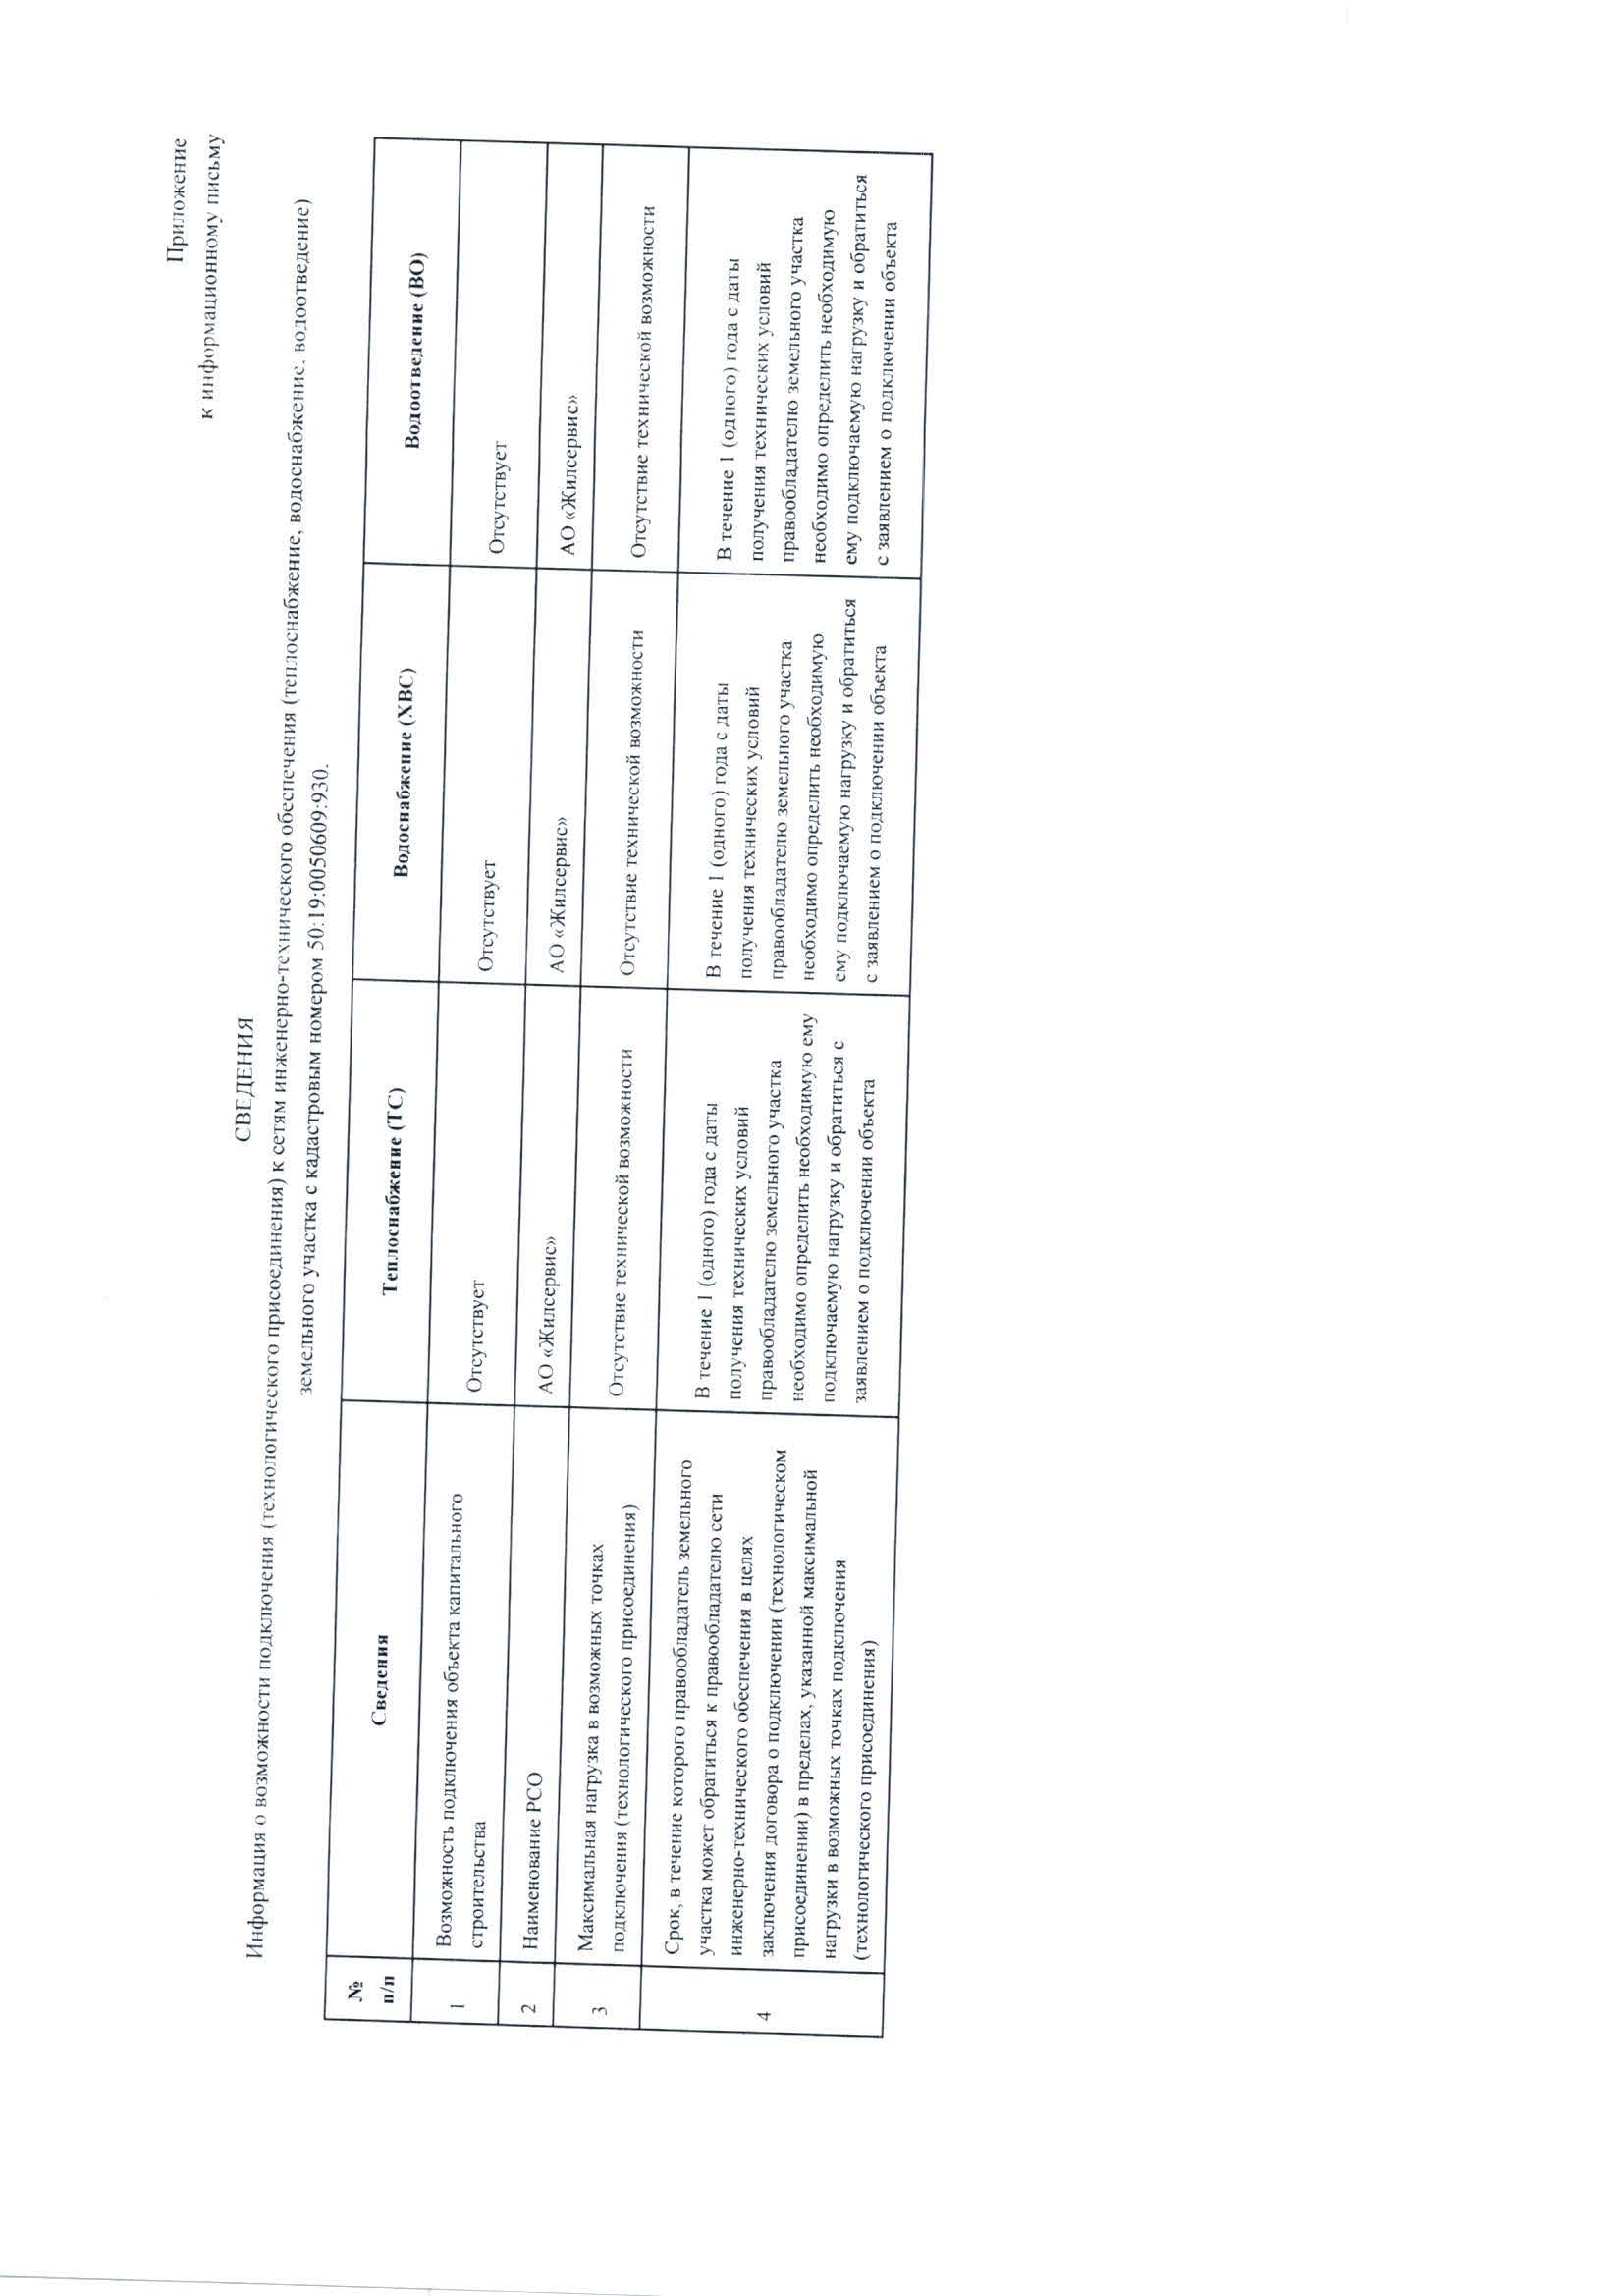 Приложение
к информационному письму
СВЕДЕНИЯ
Информация о возможности подключения (технологического присоединения) к сетям инженерно-технического обеспечения (теплоснабжение, водоснабжение, водоотведение)
земельного участка с кадастровым номером 50:19:0050609:930.
№
п/п
Сведения
Теплоснабжение (ТС)
Водоснабжение (ХВС)
Водоотведение (ВО)
1
Возможность подключения объекта капитального
строительства
Отсутствует
Отсутствует
Отсутствует
2
Наименование РСО
АО «Жилсервис»
АО «Жилсервис»
АО «Жилсервис»
3
Максимальная нагрузка в возможных точках
подключения (технологического присоединения)
Отсутствие технической возможности
Отсутствие технической возможности
Отсутствие технической возможности
4
Срок, в течение которого правообладатель земельного
участка может обратиться к правообладателю сети
инженерно-технического обеспечения в целях
заключения договора о подключении (технологическом
присоединении) в пределах, указанной максимальной
нагрузки в возможных точках подключения
(технологического присоединения)
В течение 1 (одного) года с даты
получения технических условий
правообладателю земельного участка
необходимо определить необходимую ему
подключаемую нагрузку и обратиться с
заявлением о подключении объекта
В течение 1 (одного) года с даты
получения технических условий
правообладателю земельного участка
необходимо определить необходимую
ему подключаемую нагрузку и обратиться
с заявлением о подключении объекта
В течение 1 (одного) года с даты
получения технических условий
правообладателю земельного участка
необходимо определить необходимую
ему подключаемую нагрузку и обратиться
с заявлением о подключении объекта